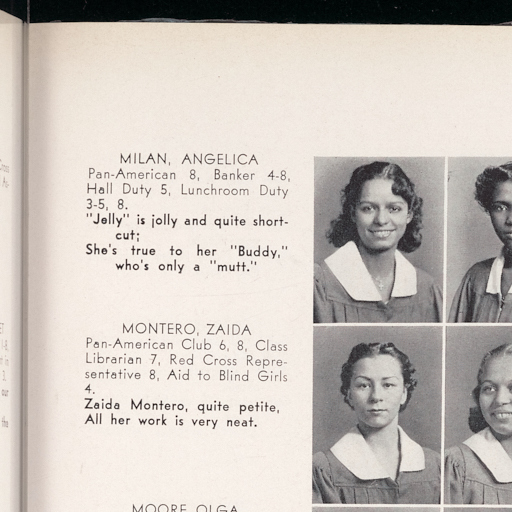 MILAN, ANGELICA
Pan-American 8, Banker 4-8,
Hall Duty 5, Lunchroom Duty
3-5, 8.
"Jelly" is jolly and quite short-
cut;
She's true to her "Buddy,"
who's only a "mutt."
MONTERO, ZAIDA
Pan-American Club 6, 8, Class
Librarian 7, Red Cross Repre-
sentative 8, Aid to Blind Girls
4.
Zaida Montero, quite petite,
All her work is very neat.
MOORE, OLGA